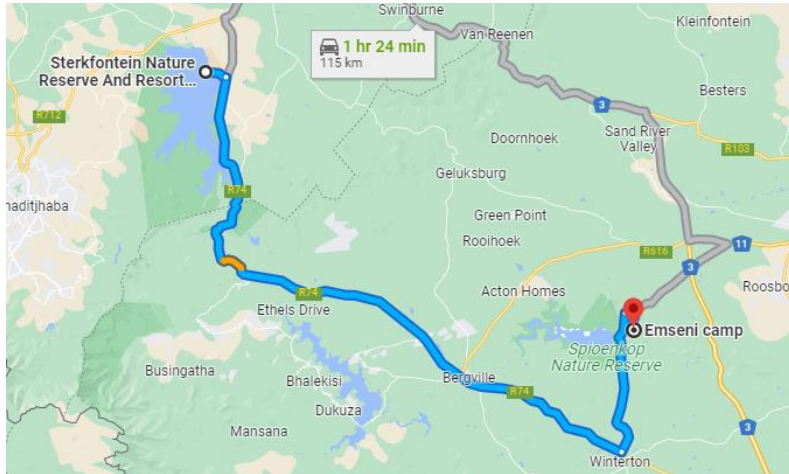 Swinburne
Kleinfontein
Van Reenen
1 hr 24 min
115 km
Sterkfontein Nature
Reserve And Resort...
Besters
3
R712
Sand River
Valley
Doornhoek
R103
Geluksburg
haditjhaba
R74
Green Point
Rooihoek
R616
11
3
Acton Homes
Roosbo
R74
Ethels Drive
Emseni camp
Spioenkop
Nature Reserve
Busingatha
Bhalekisi
Bergville
R74
Dukuza
Mansana
3
Winterton